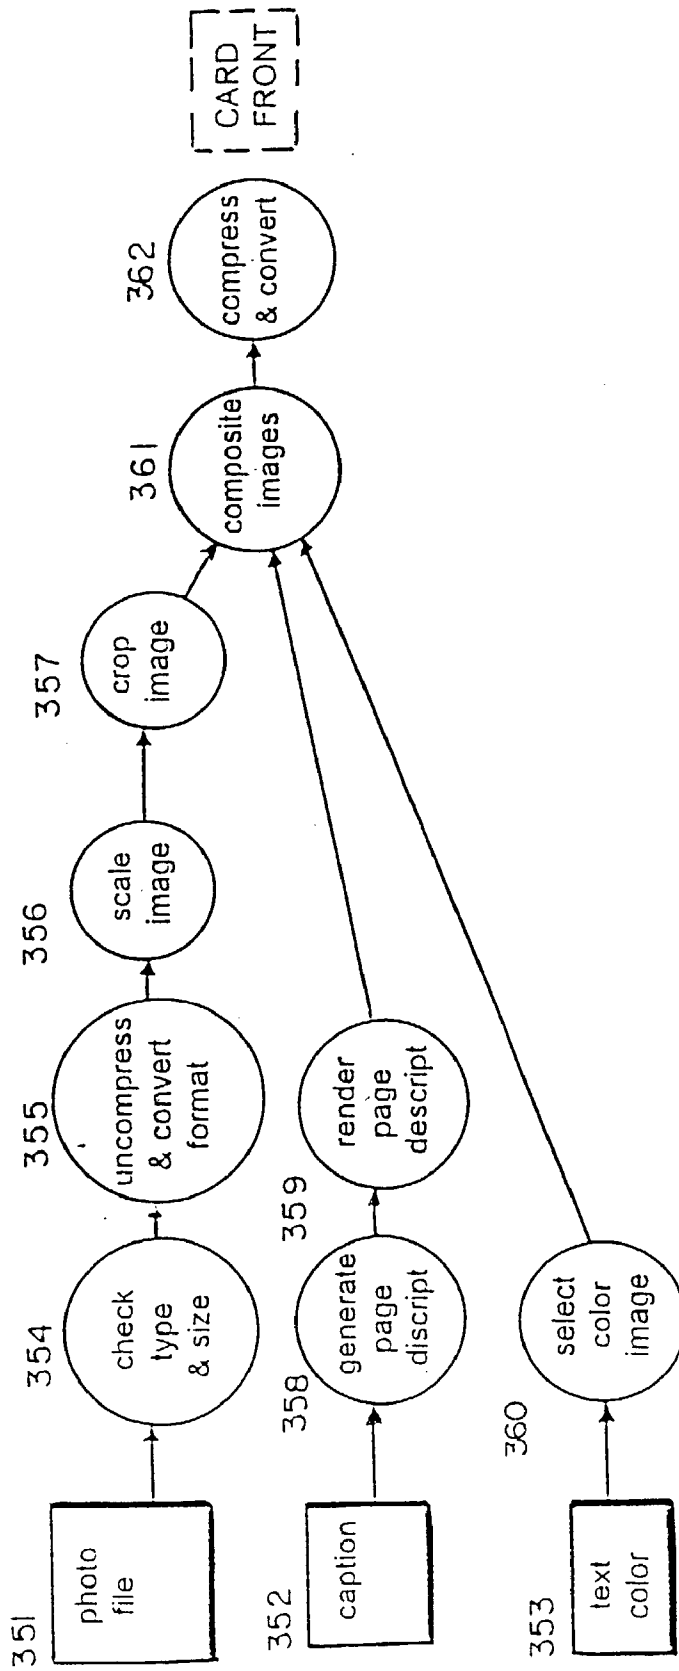 351
photo
file
354
check
type
& size
355
uncompress
& convert
format
356
scale
image
357
crop
image
361
composite
images
362
compress
& convert
CARD
FRONT
352
caption
358
generate
page
discript
359
render
page
descript
353
text
color
360
select
color
image